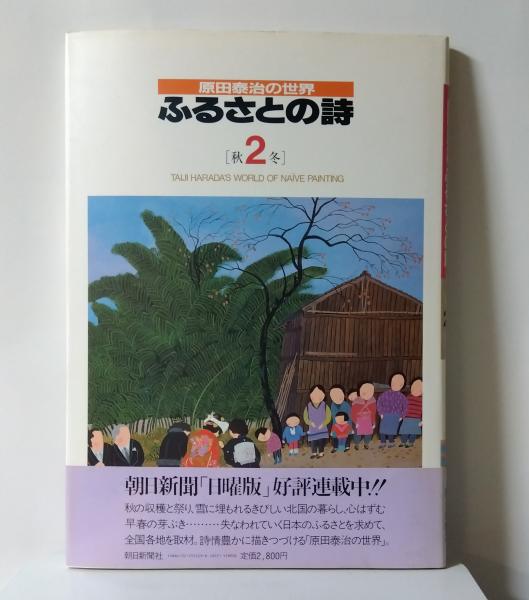 原田泰治の世界
ふるさとの詩
[秋2冬]
TAIJI HARADA'S WORLD OF NAÏVE PAINTING
朝日新聞「日曜版」好評連載中!!
秋の収穫と祭り、雪に埋もれるきびしい北国の暮らし、心はずむ
早春の芽ぶき………失なわれていく日本のふるさとを求めて、
全国各地を取材。詩情豊かに描きつづける「原田泰治の世界」。
朝日新聞社
定価2,800円